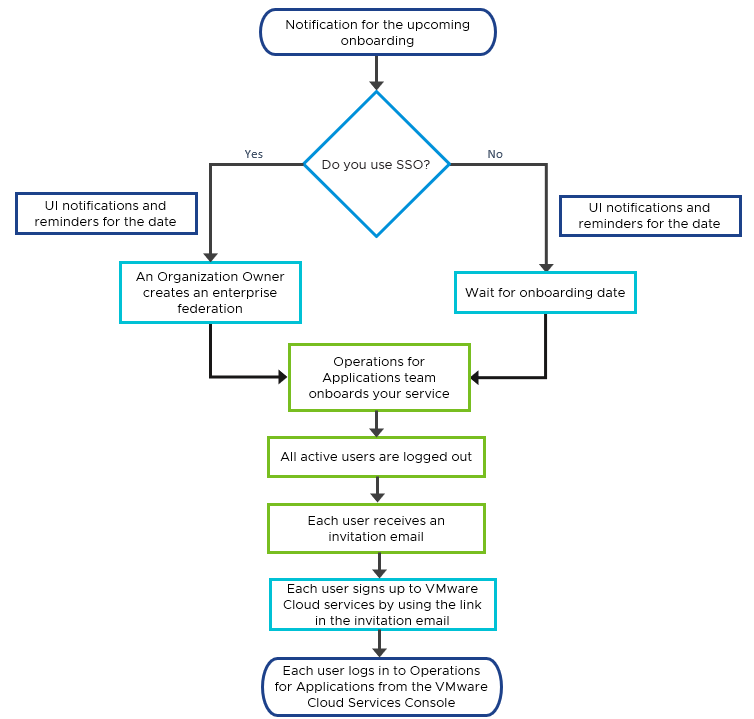 Notification for the upcoming
onboarding
Do you use SSO?
Yes
No
UI notifications and
reminders for the date
UI notifications and
reminders for the date
An Organization Owner
creates an enterprise
federation
Wait for onboarding date
Operations for
Applications team
onboards your service
All active users are logged out
Each user receives an
invitation email
Each user signs up to VMware
Cloud services by using the link
in the invitation email
Each user logs in to Operations
for Applications from the VMware
Cloud Services Console